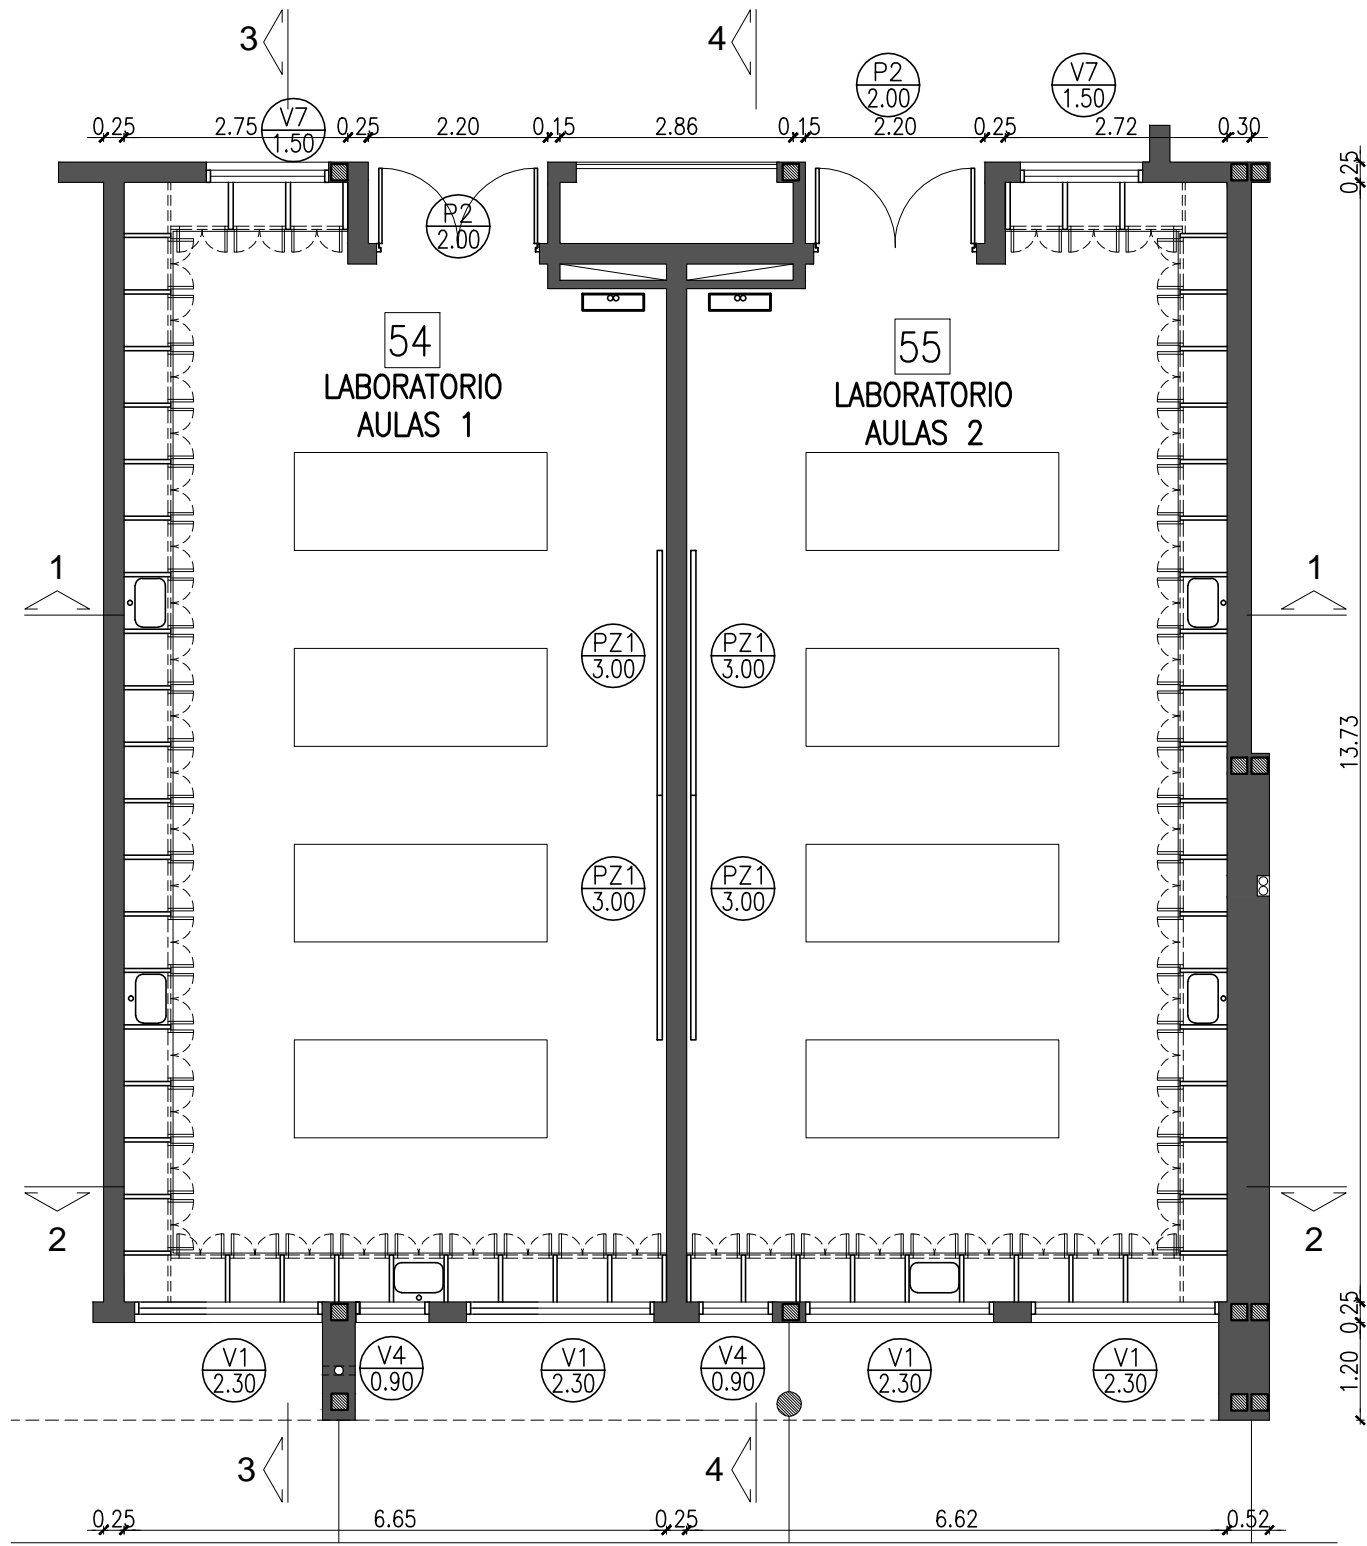 3
4
P2
2.00
V7
1.50
V7
1.50
0.25
2.75
0.25
2.20
0.15
2.86
0.15
2.20
0.25
2.72
0.30
0.25
P2
2.00
54
LABORATORIO
AULAS 1
55
LABORATORIO
AULAS 2
1
1
PZ1
3.00
PZ1
3.00
13.73
PZ1
3.00
PZ1
3.00
2
2
0.25
1.20
V1
2.30
V4
0.90
V1
2.30
V4
0.90
V1
2.30
V1
2.30
3
4
0.25
6.65
0.25
6.62
0.52